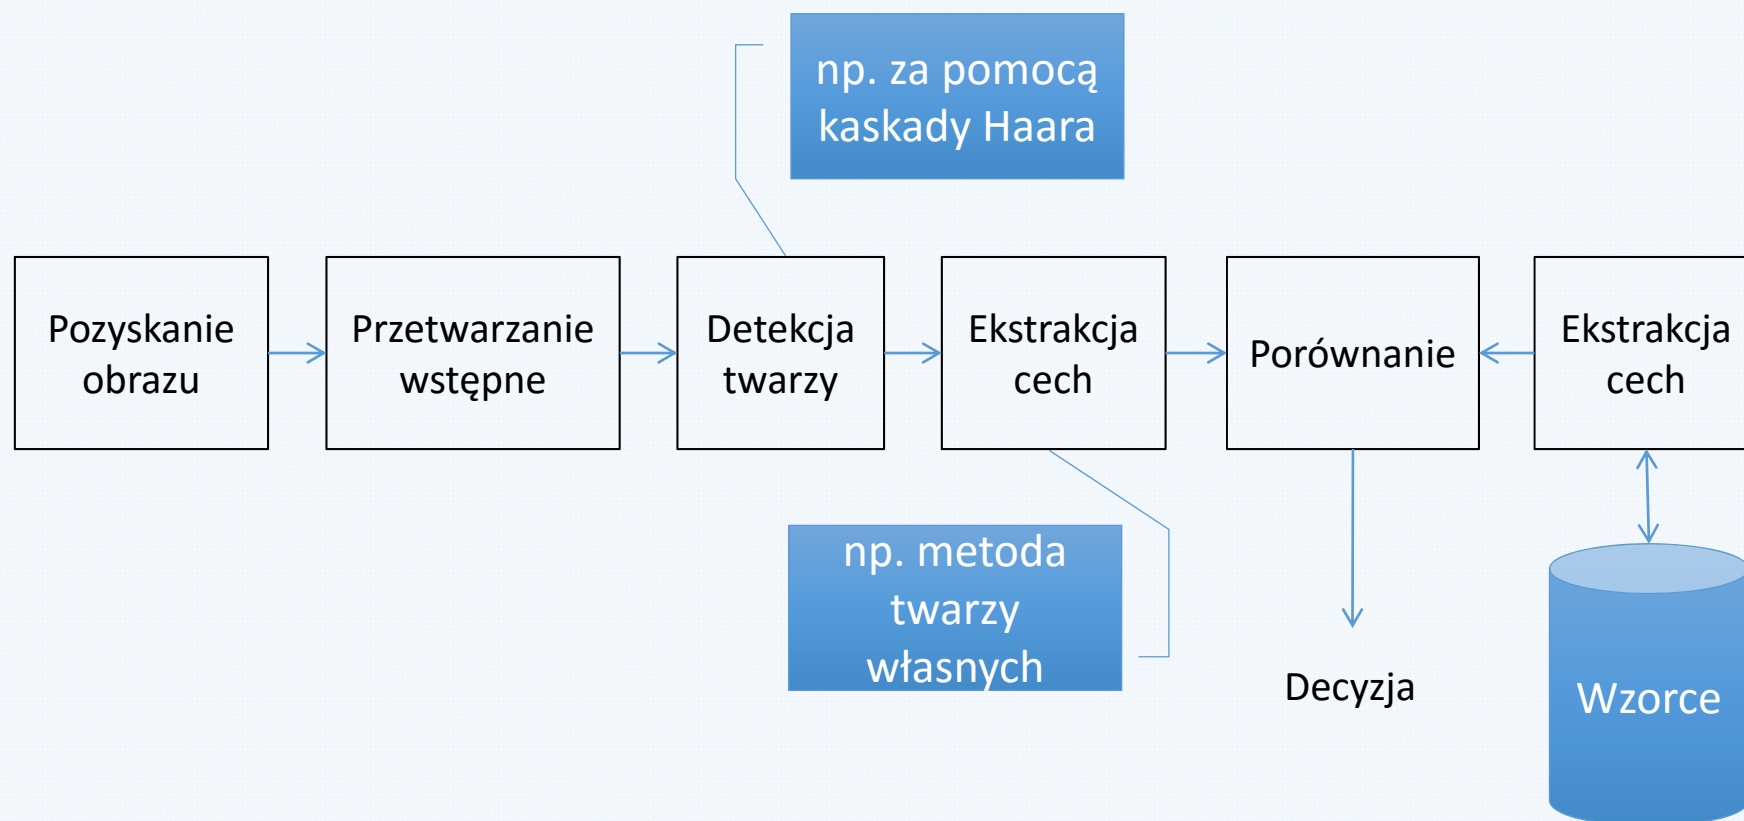 np. za pomocą
kaskady Haara
Pozyskanie
obrazu
Przetwarzanie
wstępne
Detekcja
twarzy
Ekstrakcja
cech
Porównanie
Ekstrakcja
cech
np. metoda
twarzy
własnych
Decyzja
Wzorce